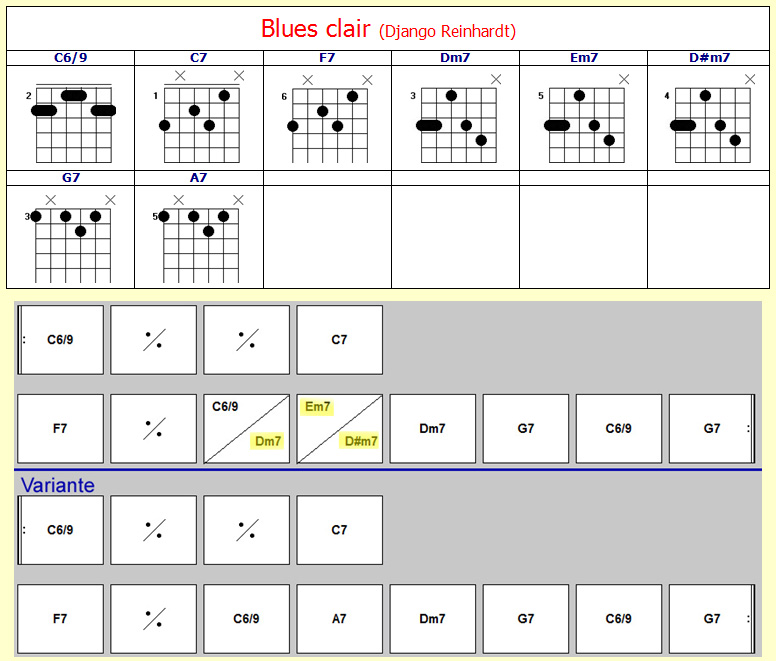 Blues clair (Django Reinhardt)
C6/9 C7 F7 Dm7 Em7 D#m7
× × × × × × ×
2 1 6 3 5 4
G7 A7
× × × ×
3 5
: C6/9 ٪ ٪ C7
F7 ٪ C6/9 Dm7 Em7 D#m7 Dm7 G7 C6/9 G7 :
Variante
: C6/9 ٪ ٪ C7
F7 ٪ C6/9 A7 Dm7 G7 C6/9 G7 :